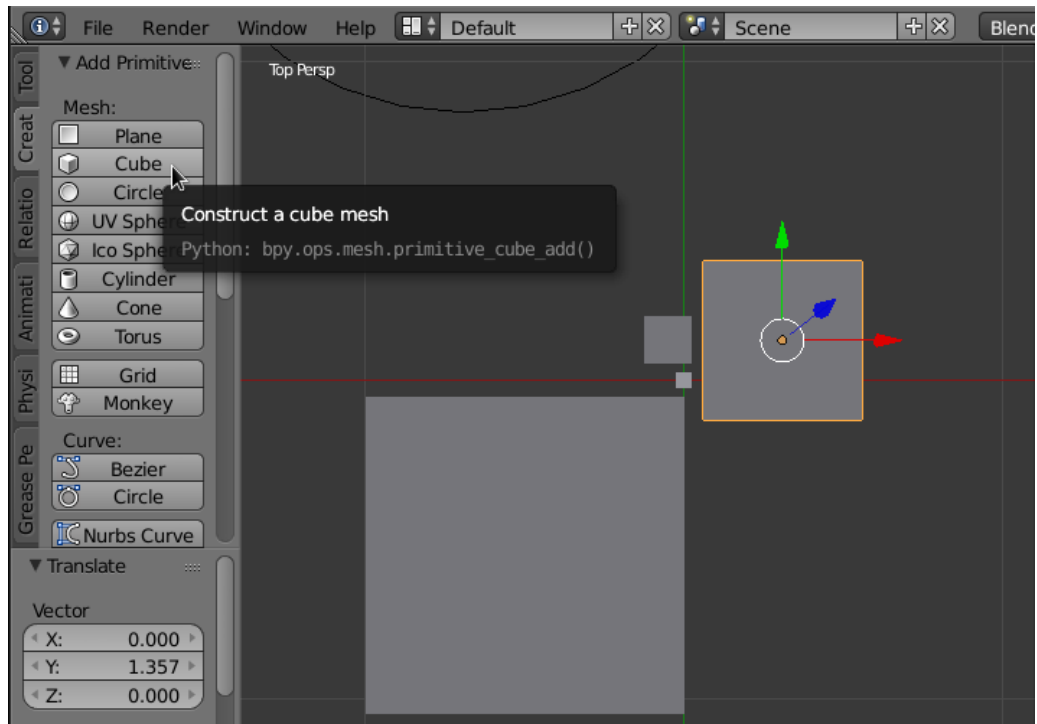 File Render Window Help Default Scene Blend
Tool
Creat
Relatio
Animati
Physi
Grease Pe
Add Primitive
Top Persp
Mesh:
Plane
Cube
Circle
UV Sphere
Ico Sphere
Cylinder
Cone
Torus
Construct a cube mesh
Python: bpy.ops.mesh.primitive_cube_add()
Grid
Monkey
Curve:
Bezier
Circle
Nurbs Curve
Translate
Vector
X: 0.000
Y: 1.357
Z: 0.000